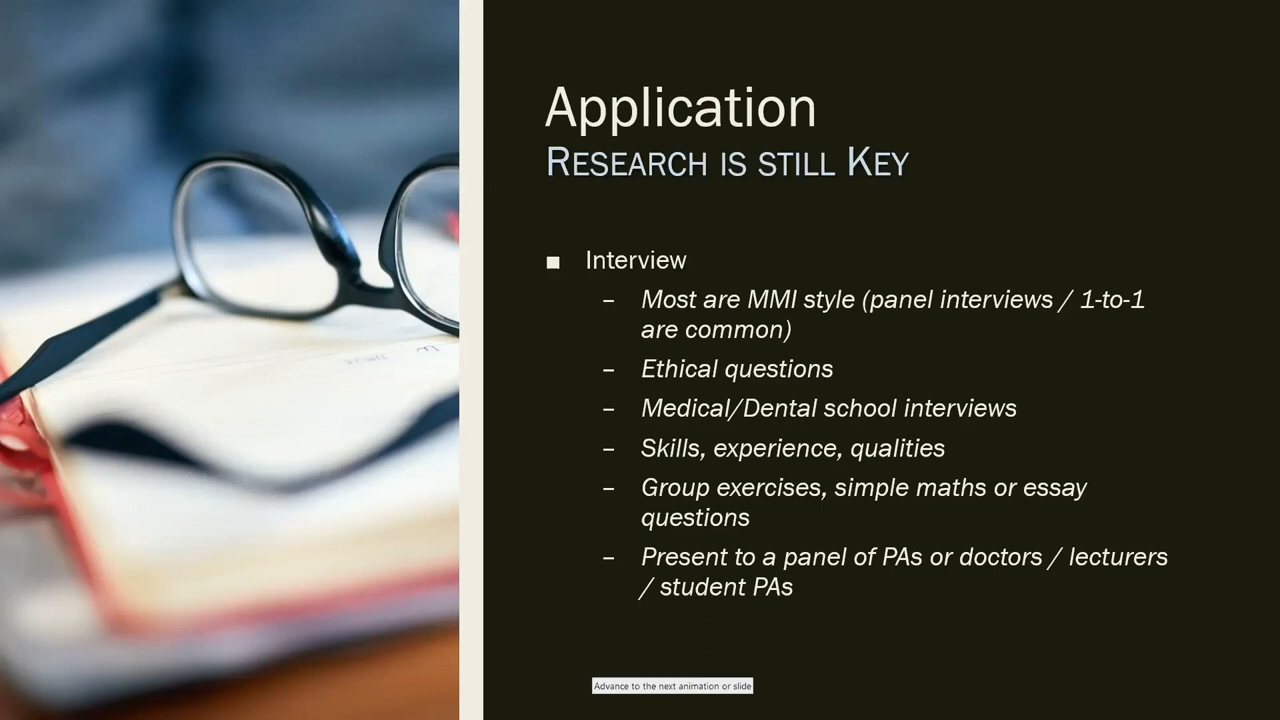 Application
RESEARCH IS STILL KEY
■ Interview
– Most are MMI style (panel interviews / 1-to-1
are common)
– Ethical questions
– Medical/Dental school interviews
– Skills, experience, qualities
– Group exercises, simple maths or essay
questions
– Present to a panel of PAs or doctors / lecturers
/ student PAs
Advance to the next animation or slide